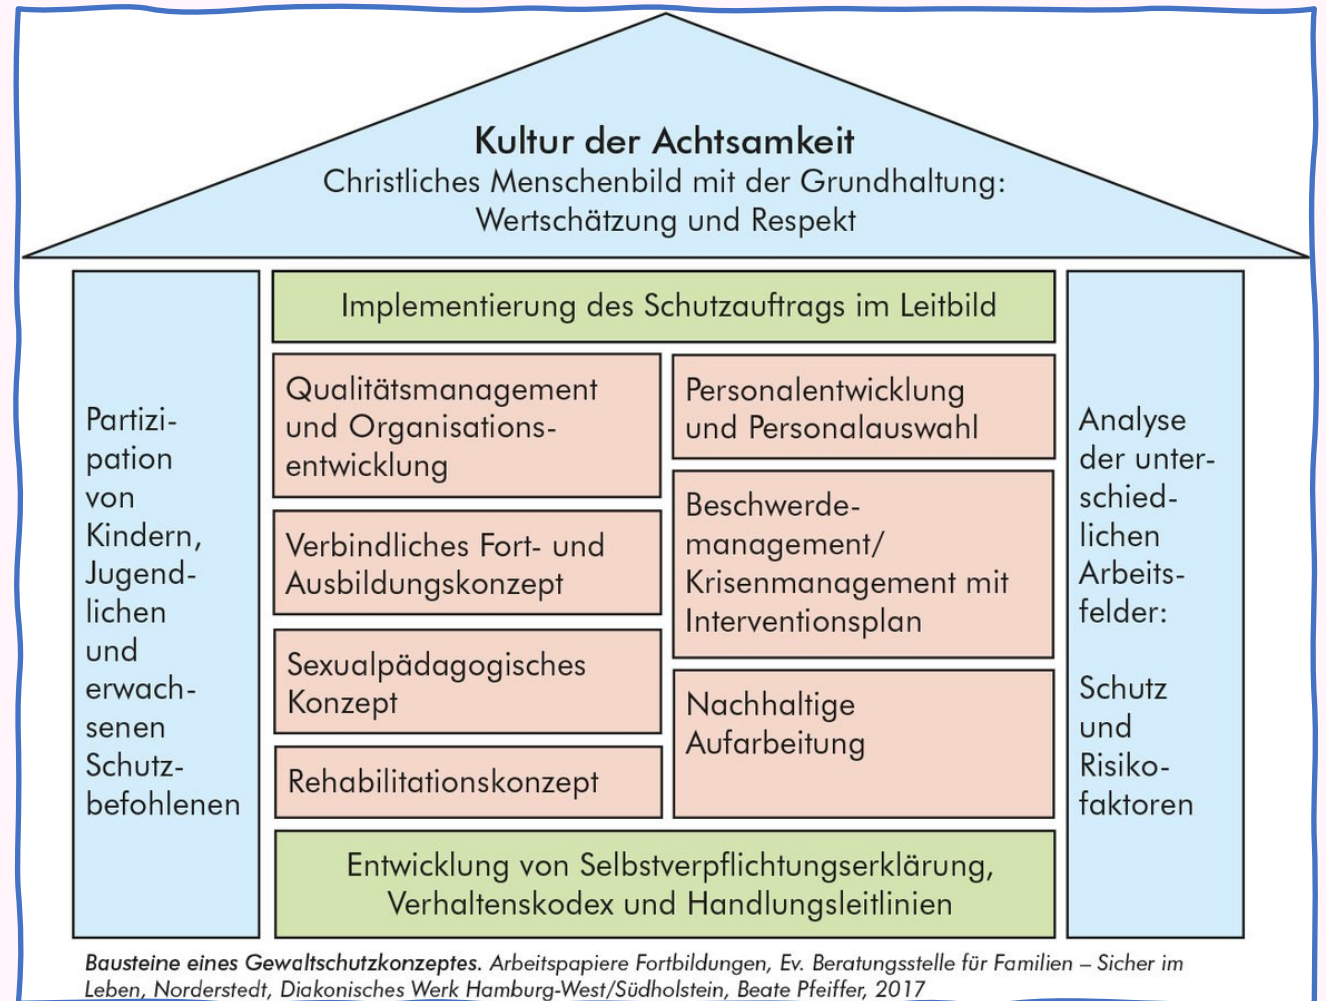 Kultur der Achtsamkeit
Christliches Menschenbild mit der Grundhaltung:
Wertschätzung und Respekt
Partizi-
pation
von
Kindern,
Jugend-
lichen
und
erwach-
senen
Schutz-
befohlenen
Implementierung des Schutzauftrags im Leitbild
Qualitätsmanagement
und Organisations-
entwicklung
Verbindliches Fort- und
Ausbildungskonzept
Sexualpädagogisches
Konzept
Rehabilitationskonzept
Personalentwicklung
und Personalauswahl
Beschwerde-
management/
Krisenmanagement mit
Interventionsplan
Nachhaltige
Aufarbeitung
Entwicklung von Selbstverpflichtungserklärung,
Verhaltenskodex und Handlungsleitlinien
Analyse
der unter-
schied-
lichen
Arbeits-
felder:
Schutz
und
Risiko-
faktoren
Bausteine eines Gewaltschutzkonzeptes. Arbeitspapiere Fortbildungen, Ev. Beratungsstelle für Familien – Sicher im
Leben, Norderstedt, Diakonisches Werk Hamburg-West/Südholstein, Beate Pfeiffer, 2017